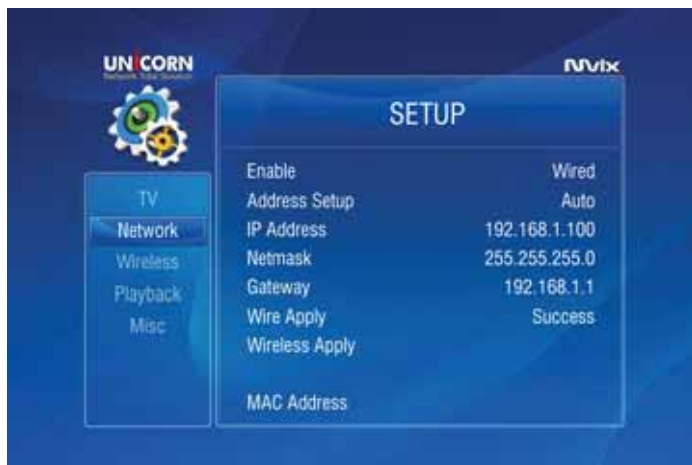 UNICORN
Mvix
SETUP
TV
Network
Wireless
Playback
Misc
Enable Wired
Address Setup Auto
IP Address 192.168.1.100
Netmask 255.255.255.0
Gateway 192.168.1.1
Wire Apply Success
Wireless Apply
MAC Address